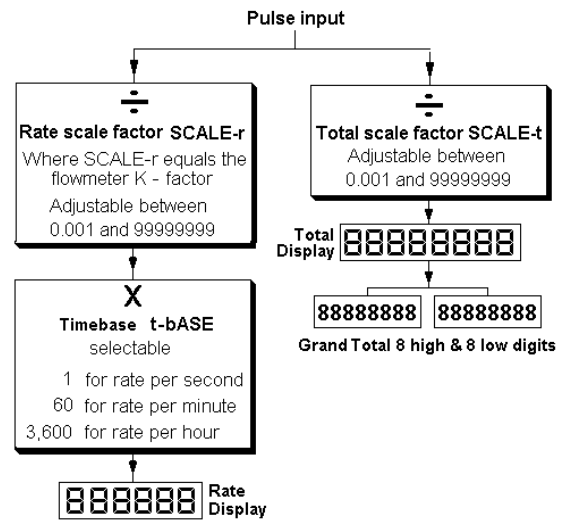 Pulse input
÷
Rate scale factor SCALE-r
Where SCALE-r equals the
flowmeter K - factor
Adjustable between
0.001 and 99999999
X
Timebase t-bASE
selectable
1 for rate per second
60 for rate per minute
3,600 for rate per hour
888888
Rate
Display
÷
Total scale factor SCALE-t
Adjustable between
0.001 and 99999999
Total
Display
88888888
88888888 88888888
Grand Total 8 high & 8 low digits